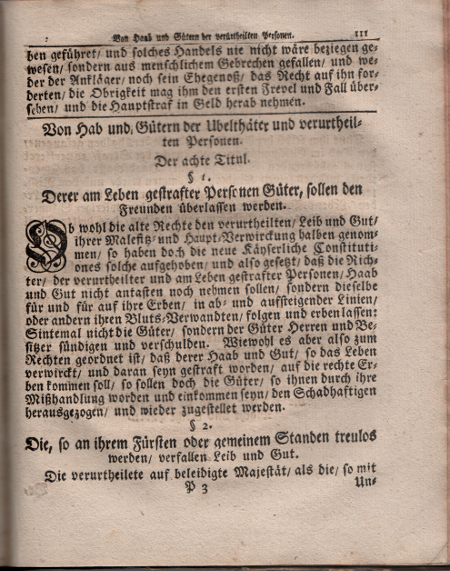 Von Haab und Gütern der verurtheilten Personen. 111
ben geführet/ und solches Handels nie nicht wäre beziegen ge-
wesen/ sondern aus menschlichem Gebrechen gefallen/ und we-
der der Ankläger/ noch sein Ehegenoß/ das Recht auf ihn for-
derten/ die Obrigkeit mag ihm den ersten Frevel und Fall über-
sehen/ und die Hauptstraf in Geld herab nehmen.
Von Hab und Gütern der Ubelthäter und verurtheil-
ten Personen.
Der achte Titul.
§ 1.
Derer am Leben gestrafter Personen Güter, sollen den
Freunden überlassen werden.
Ob wohl die alte Rechte den verurtheilten/ Leib und Gut/
ihrer Malefitz- und Haupt-Verwirckung halben genom-
men/ so haben doch die neue Käyserliche Constituti-
ones solche aufgehoben/ und also gesetzt/ daß die Rich-
ter/ der verurtheilter und am Leben gestrafter Personen/ Haab
und Gut nicht antasten noch nehmen sollen/ sondern dieselbe
für und für auf ihre Erben/ in ab- und aufsteigender Linien/
oder andern ihren Bluts-Verwandten/ folgen und erben lassen:
Sintemal nicht die Güter/ sondern der Güter Herren und Be-
sitzer sündigen und verschulden. Wiewohl es aber also zum
Rechten geordnet ist/ daß derer Haab und Gut/ so das Leben
verwirckt/ und daran seyn gestraft worden/ auf die rechte Er-
ben kommen soll/ so sollen doch die Güter/ so ihnen durch ihre
Mißhandlung worden und einkommen seyn/ den Schadhaftigen
herausgezogen/ und wieder zugestellet werden.
§ 2.
Die, so an ihrem Fürsten oder gemeinem Standen treulos
werden/ verfallen Leib und Gut.
Die verurtheilete auf beleidigte Majestät/ als die/ so mit
P 3 Un-